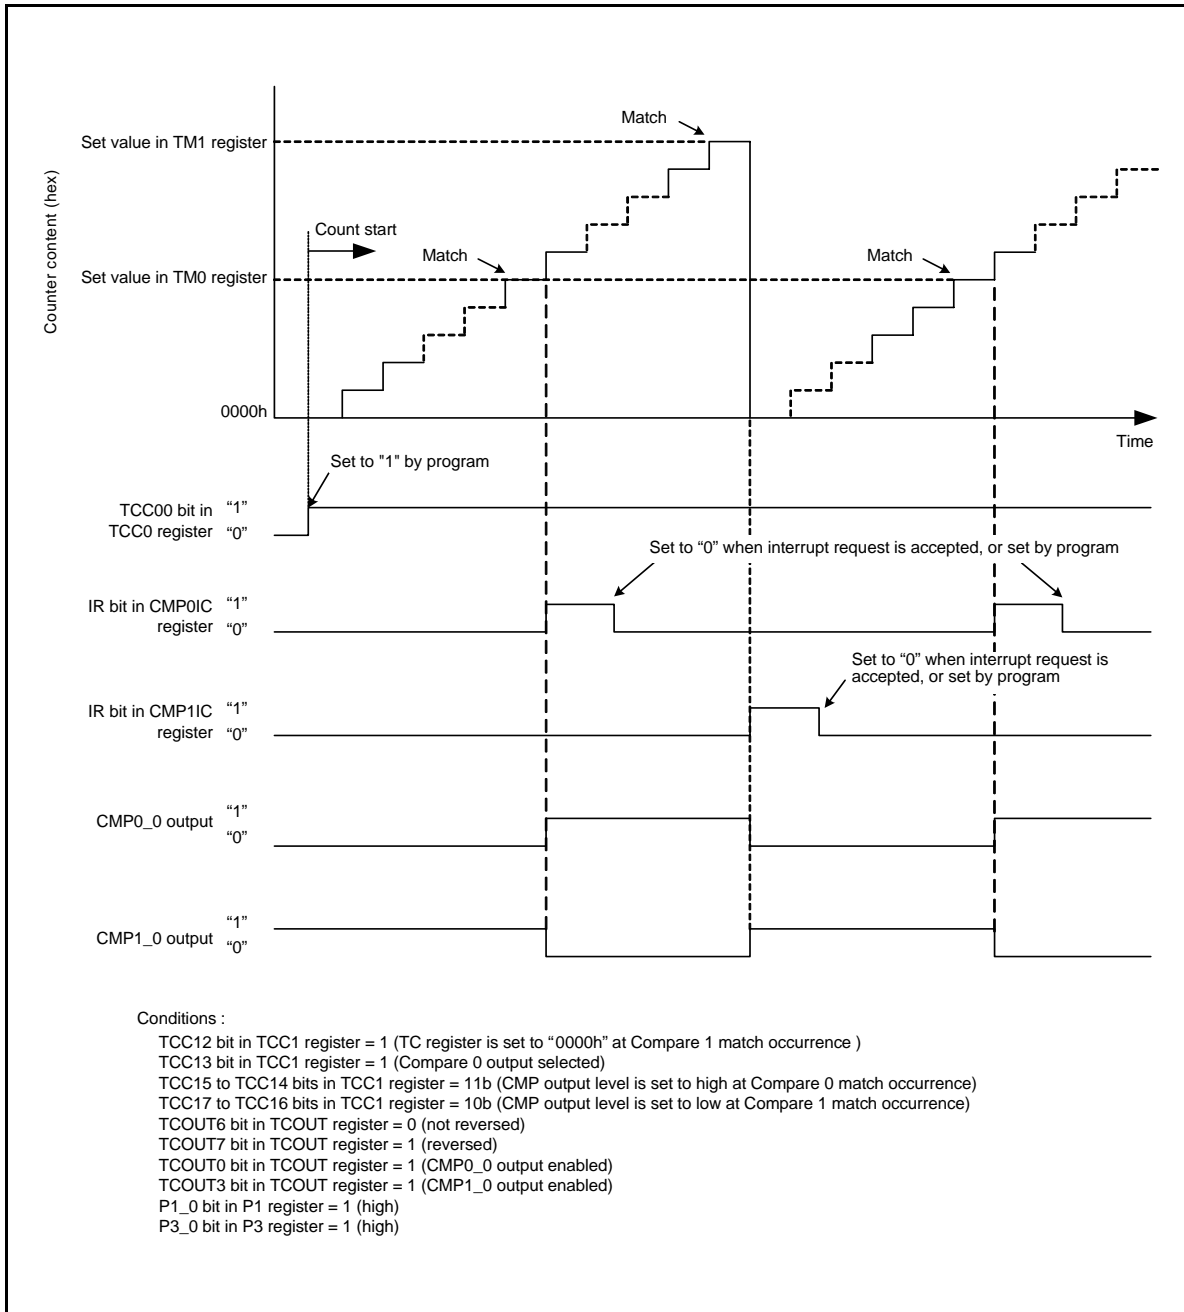 Match
Set value in TM1 register
Counter content (hex)
Count start
Match
Match
Set value in TM0 register
0000h
Time
Set to "1" by program
TCC00 bit in “1”
TCC0 register “0”
Set to “0” when interrupt request is accepted, or set by program
IR bit in CMP0IC “1”
register “0”
Set to “0” when interrupt request is
accepted, or set by program
IR bit in CMP1IC “1”
register “0”
“1”
CMP0_0 output
“0”
“1”
CMP1_0 output
“0”
Conditions :
TCC12 bit in TCC1 register = 1 (TC register is set to “0000h” at Compare 1 match occurrence )
TCC13 bit in TCC1 register = 1 (Compare 0 output selected)
TCC15 to TCC14 bits in TCC1 register = 11b (CMP output level is set to high at Compare 0 match occurrence)
TCC17 to TCC16 bits in TCC1 register = 10b (CMP output level is set to low at Compare 1 match occurrence)
TCOUT6 bit in TCOUT register = 0 (not reversed)
TCOUT7 bit in TCOUT register = 1 (reversed)
TCOUT0 bit in TCOUT register = 1 (CMP0_0 output enabled)
TCOUT3 bit in TCOUT register = 1 (CMP1_0 output enabled)
P1_0 bit in P1 register = 1 (high)
P3_0 bit in P3 register = 1 (high)